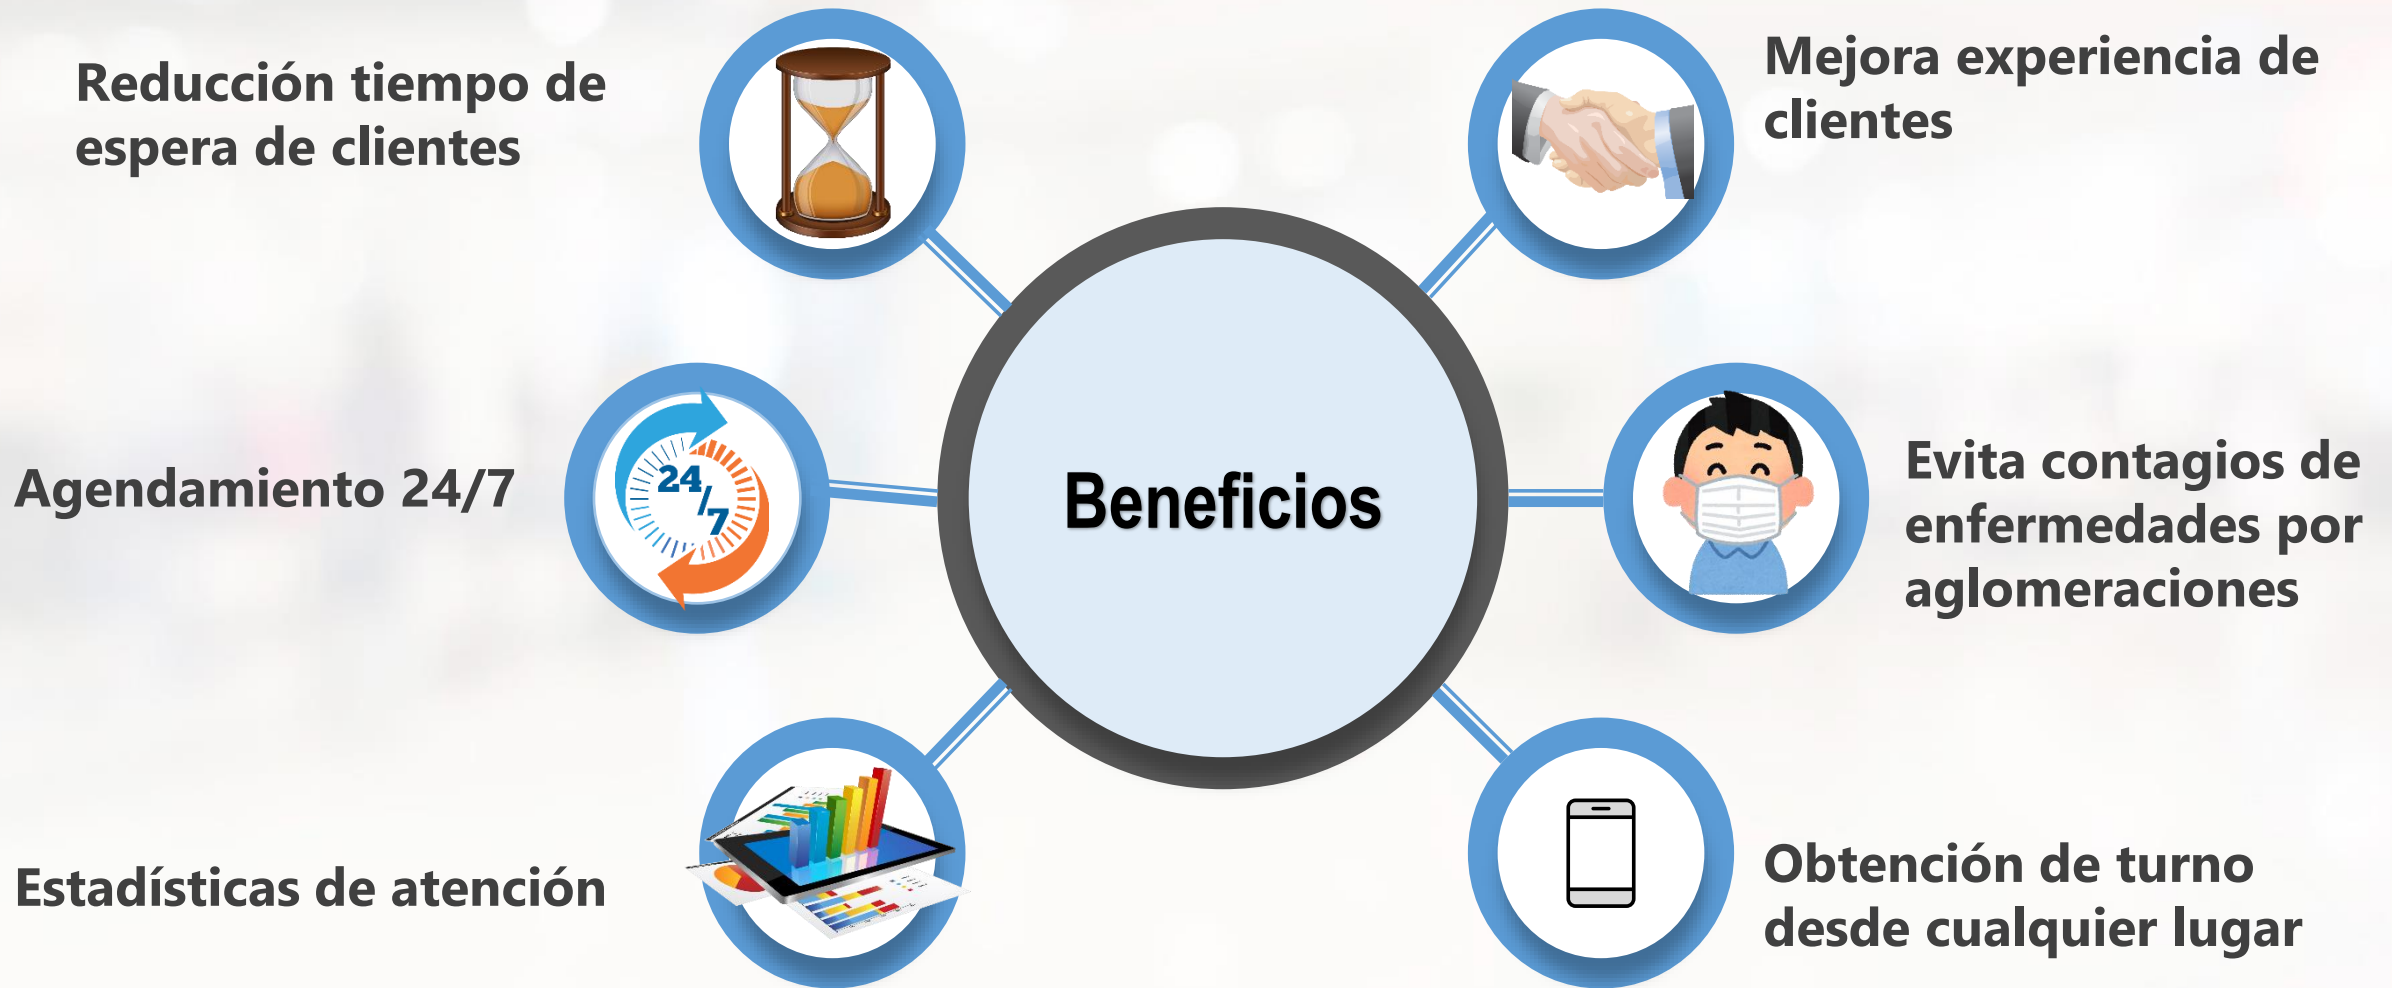 Reducción tiempo de
espera de clientes
Mejora experiencia de
clientes
Agendamiento 24/7
24/7
Beneficios
Evita contagios de
enfermedades por
aglomeraciones
Estadísticas de atención
Obtención de turno
desde cualquier lugar